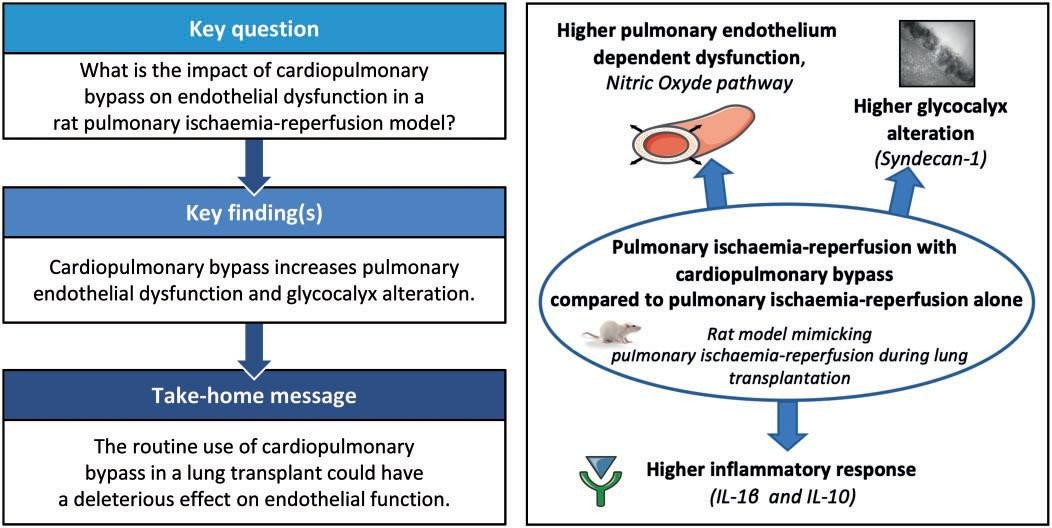 Key question
What is the impact of cardiopulmonary
bypass on endothelial dysfunction in a
rat pulmonary ischaemia-reperfusion model?
Key finding(s)
Cardiopulmonary bypass increases pulmonary
endothelial dysfunction and glycocalyx alteration.
Take-home message
The routine use of cardiopulmonary
bypass in a lung transplant could have
a deleterious effect on endothelial function.
Higher pulmonary endothelium
dependent dysfunction,
Nitric Oxyde pathway
Higher glycocalyx
alteration
(Syndecan-1)
Pulmonary ischaemia-reperfusion with
cardiopulmonary bypass
compared to pulmonary ischaemia-reperfusion alone
Rat model mimicking
pulmonary ischaemia-reperfusion during lung
transplantation
Higher inflammatory response
(IL-1β and IL-10)